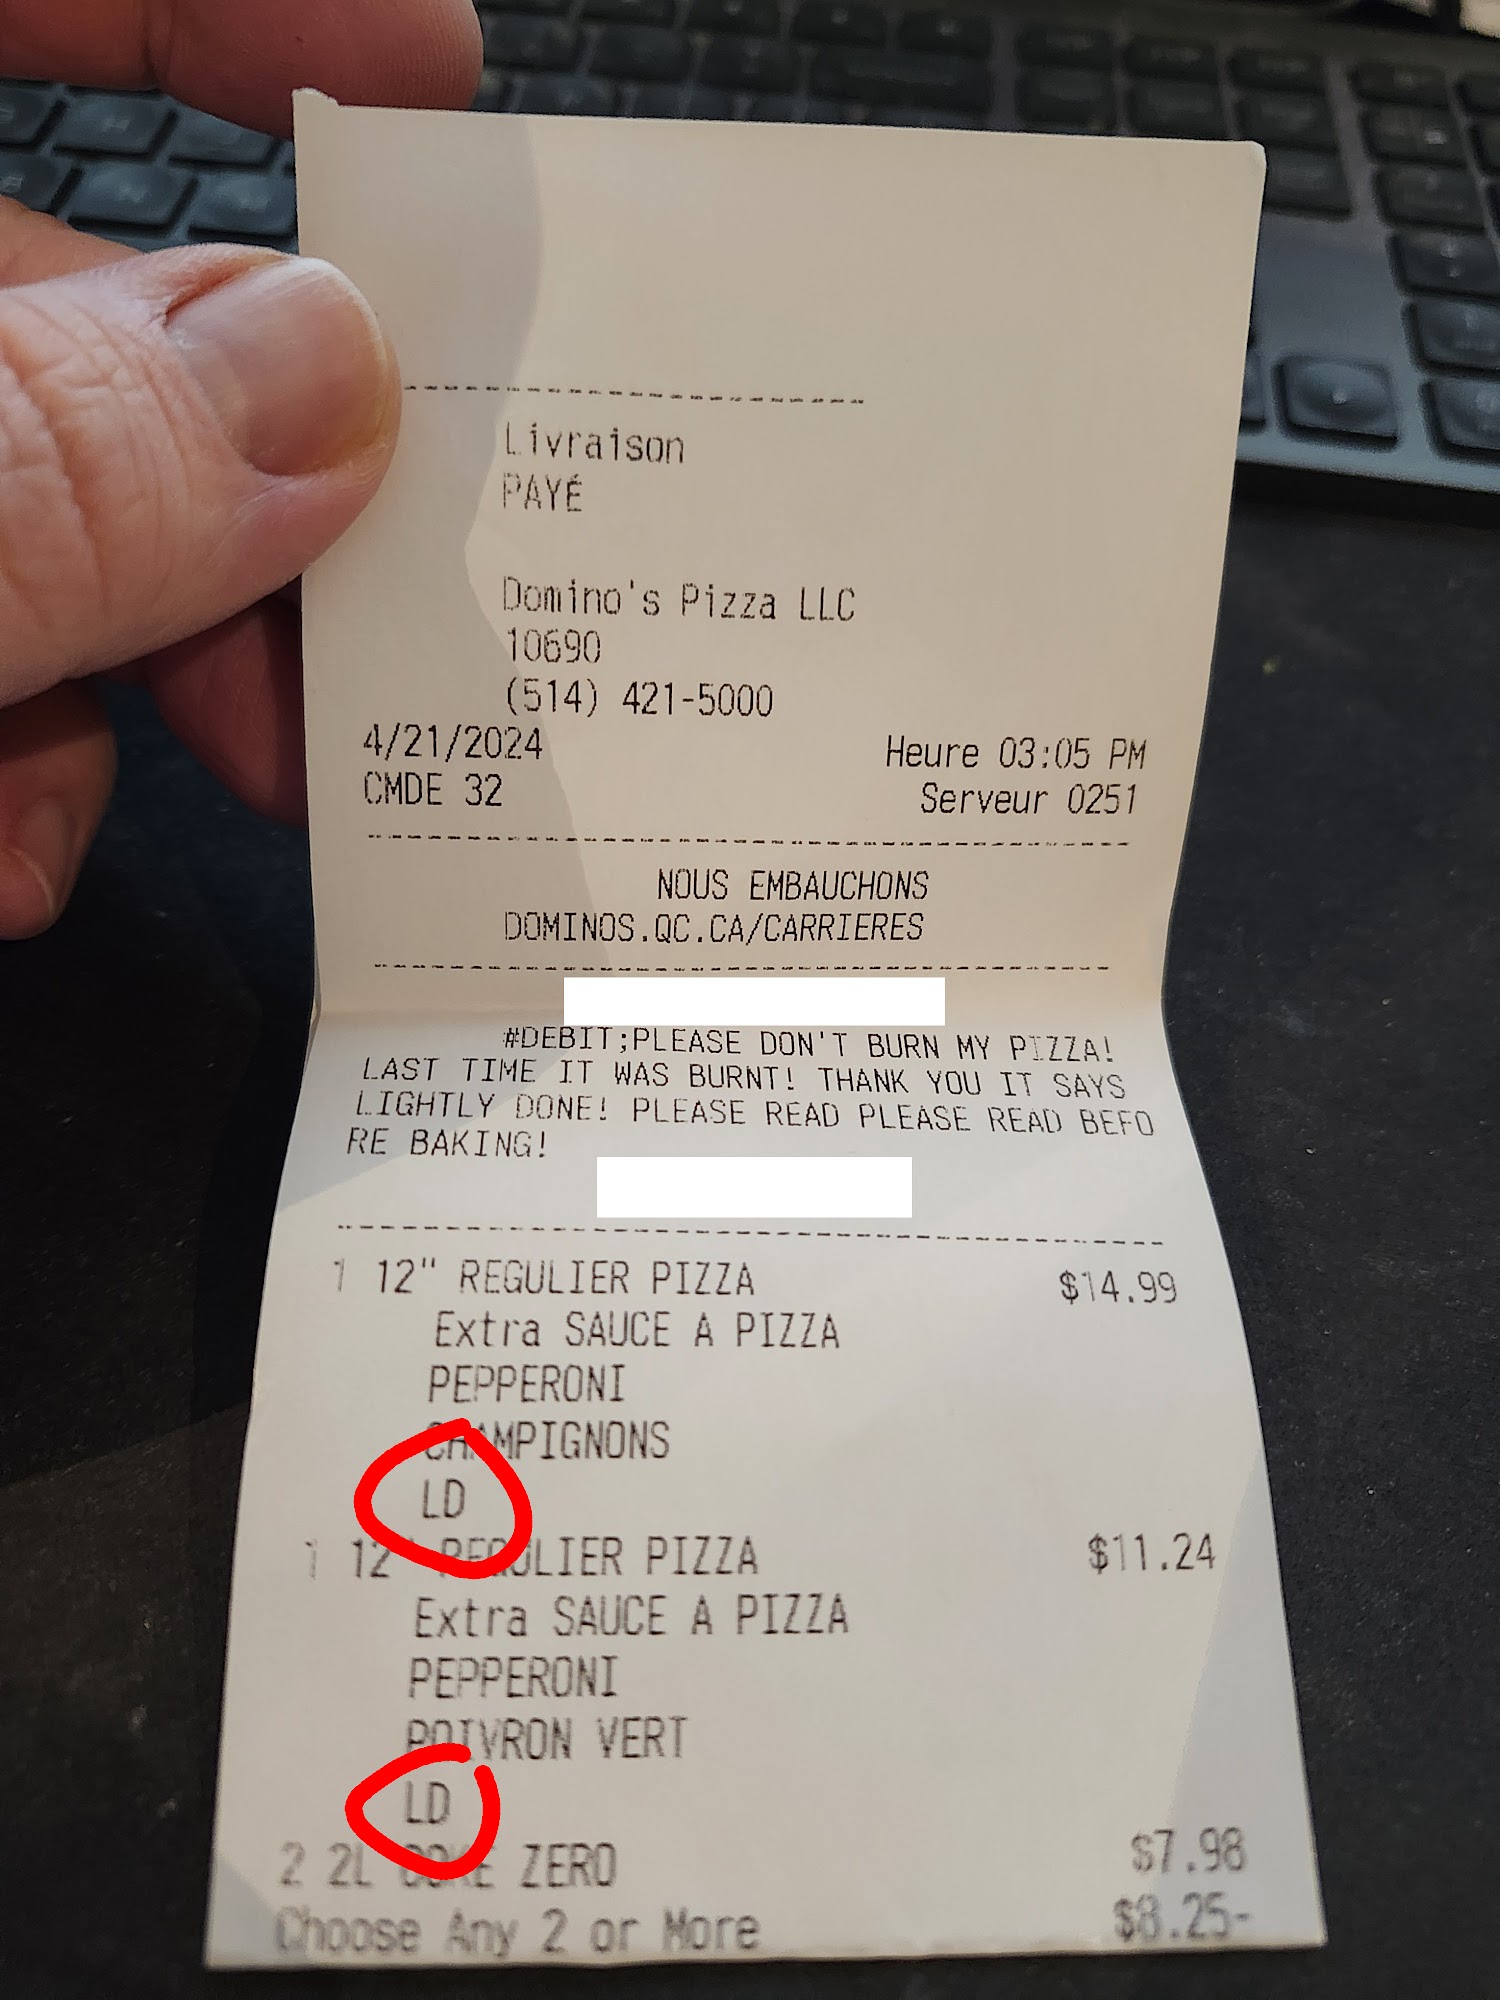 Livraison
PAYÉ
Domino's Pizza LLC
10690
(514) 421-5000
4/21/2024 Heure 03:05 PM
CMDE 32 Serveur 0251
NOUS EMBAUCHONS
DOMINOS.QC.CA/CARRIERES
#DEBIT;PLEASE DON'T BURN MY PIZZA!
LAST TIME IT WAS BURNT! THANK YOU IT SAYS
LIGHTLY DONE! PLEASE READ PLEASE READ BEFO
RE BAKING!
1 12" REGULIER PIZZA $14.99
Extra SAUCE A PIZZA
PEPPERONI
CHAMPIGNONS
LD
1 12" REGULIER PIZZA $11.24
Extra SAUCE A PIZZA
PEPPERONI
POIVRON VERT
LD
2 2L COKE ZERO $7.98
Choose Any 2 or More $8.25-